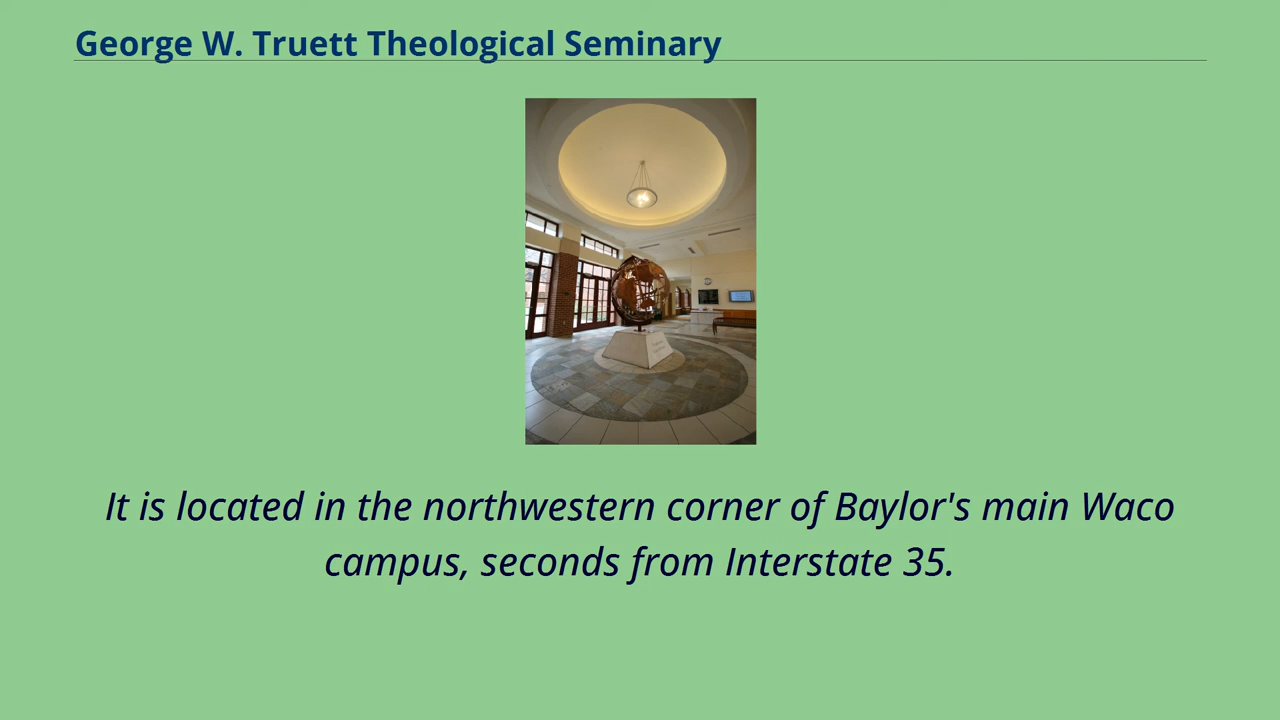 George W. Truett Theological Seminary
It is located in the northwestern corner of Baylor's main Waco
campus, seconds from Interstate 35.